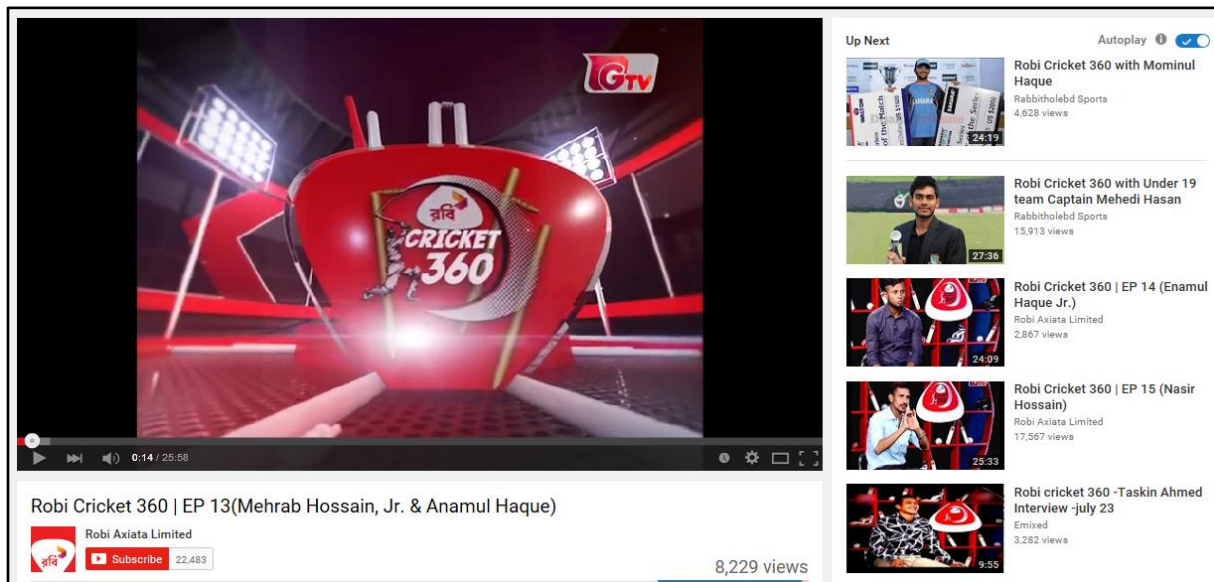 GTV
রবি
CRICKET
360
0:14 / 25:58
Robi Cricket 360 | EP 13(Mehrab Hossain, Jr. & Anamul Haque)
রবি
Robi Axiata Limited
Subscribe 22,483
8,229 views
Up Next
Autoplay
Robi Cricket 360 with Mominul
Haque
Rabbitholebd Sports
4,628 views
24:19
Robi Cricket 360 with Under 19
team Captain Mehedi Hasan
Rabbitholebd Sports
15,913 views
27:36
Robi Cricket 360 | EP 14 (Enamul
Haque Jr.)
Robi Axiata Limited
2,867 views
24:09
Robi Cricket 360 | EP 15 (Nasir
Hossain)
Robi Axiata Limited
17,567 views
25:33
Robi cricket 360 -Taskin Ahmed
Interview -july 23
Emixed
3,282 views
9:55